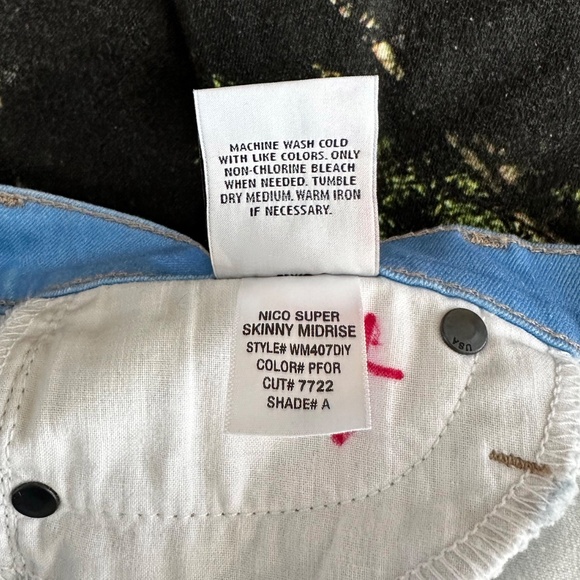 MACHINE WASH COLD
WITH LIKE COLORS. ONLY
NON-CHLORINE BLEACH
WHEN NEEDED. TUMBLE
DRY MEDIUM. WARM IRON
IF NECESSARY.
NICO SUPER
SKINNY MIDRISE
STYLE# WM407DIY
COLOR# PFOR
CUT# 7722
SHADE# A
USA